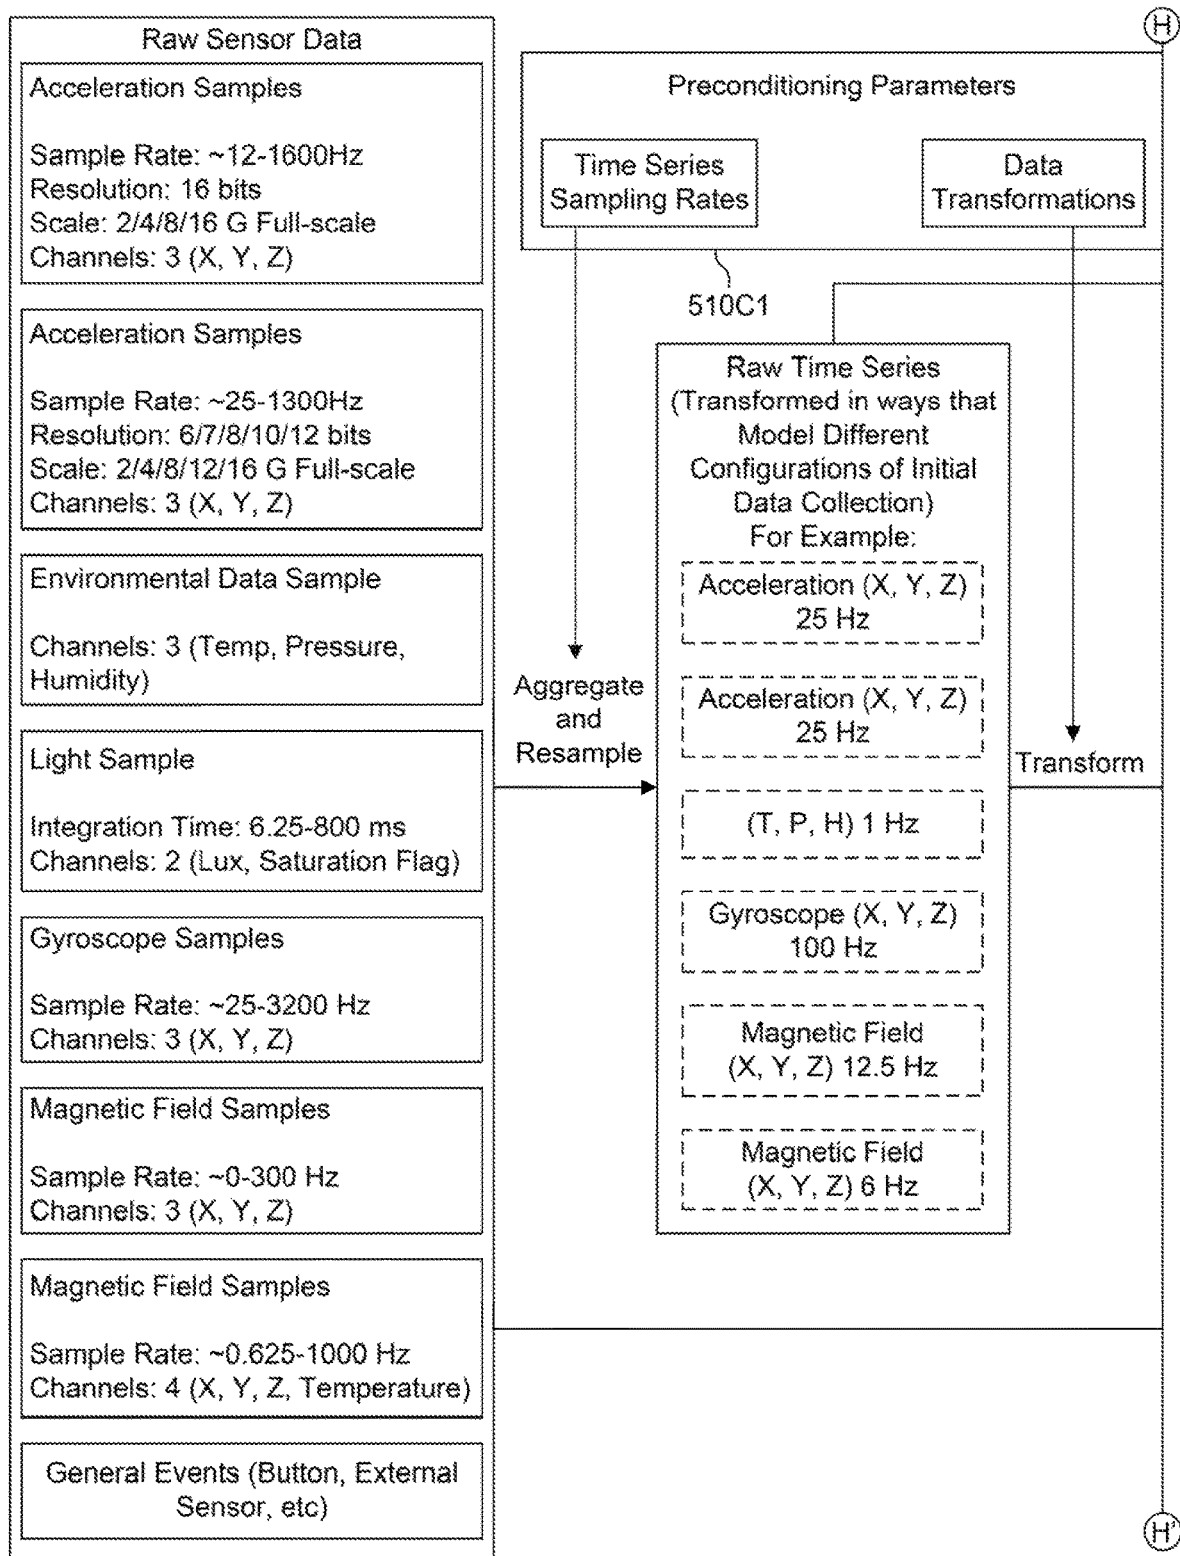 Raw Sensor Data
Acceleration Samples
Sample Rate: ~12-1600Hz
Resolution: 16 bits
Scale: 2/4/8/16 G Full-scale
Channels: 3 (X, Y, Z)
Acceleration Samples
Sample Rate: ~25-1300Hz
Resolution: 6/7/8/10/12 bits
Scale: 2/4/8/12/16 G Full-scale
Channels: 3 (X, Y, Z)
Environmental Data Sample
Channels: 3 (Temp, Pressure,
Humidity)
Light Sample
Integration Time: 6.25-800 ms
Channels: 2 (Lux, Saturation Flag)
Gyroscope Samples
Sample Rate: ~25-3200 Hz
Channels: 3 (X, Y, Z)
Magnetic Field Samples
Sample Rate: ~0-300 Hz
Channels: 3 (X, Y, Z)
Magnetic Field Samples
Sample Rate: ~0.625-1000 Hz
Channels: 4 (X, Y, Z, Temperature)
General Events (Button, External
Sensor, etc)
H
Preconditioning Parameters
Time Series
Sampling Rates
Data
Transformations
510C1
Aggregate
and
Resample
Raw Time Series
(Transformed in ways that
Model Different
Configurations of Initial
Data Collection)
For Example:
Acceleration (X, Y, Z)
25 Hz
Acceleration (X, Y, Z)
25 Hz
(T, P, H) 1 Hz
Gyroscope (X, Y, Z)
100 Hz
Magnetic Field
(X, Y, Z) 12.5 Hz
Magnetic Field
(X, Y, Z) 6 Hz
Transform
H'